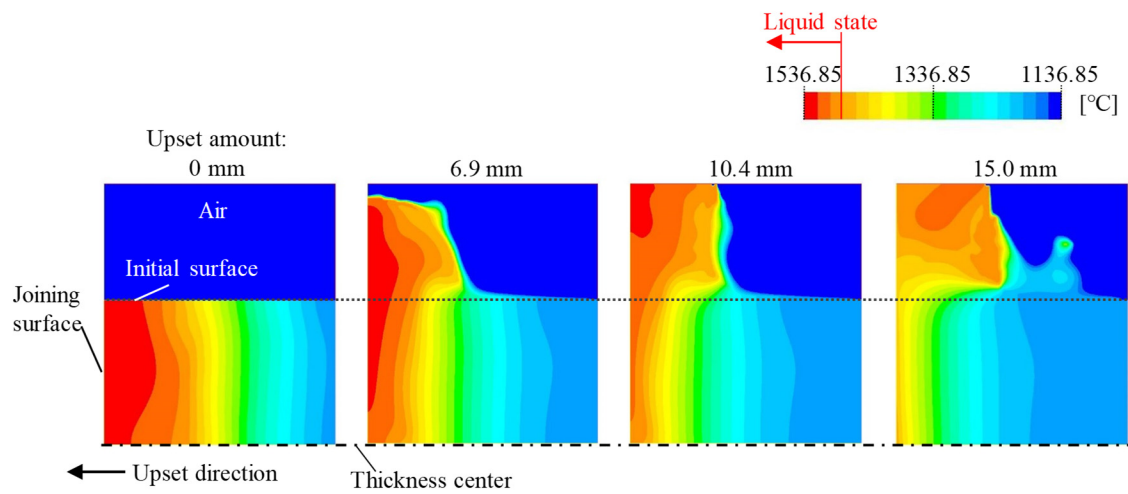 Liquid state
1536.85 1336.85 1136.85
[°C]
Upset amount:
0 mm 6.9 mm 10.4 mm 15.0 mm
Air
Initial surface
Joining
surface
Upset direction
Thickness center